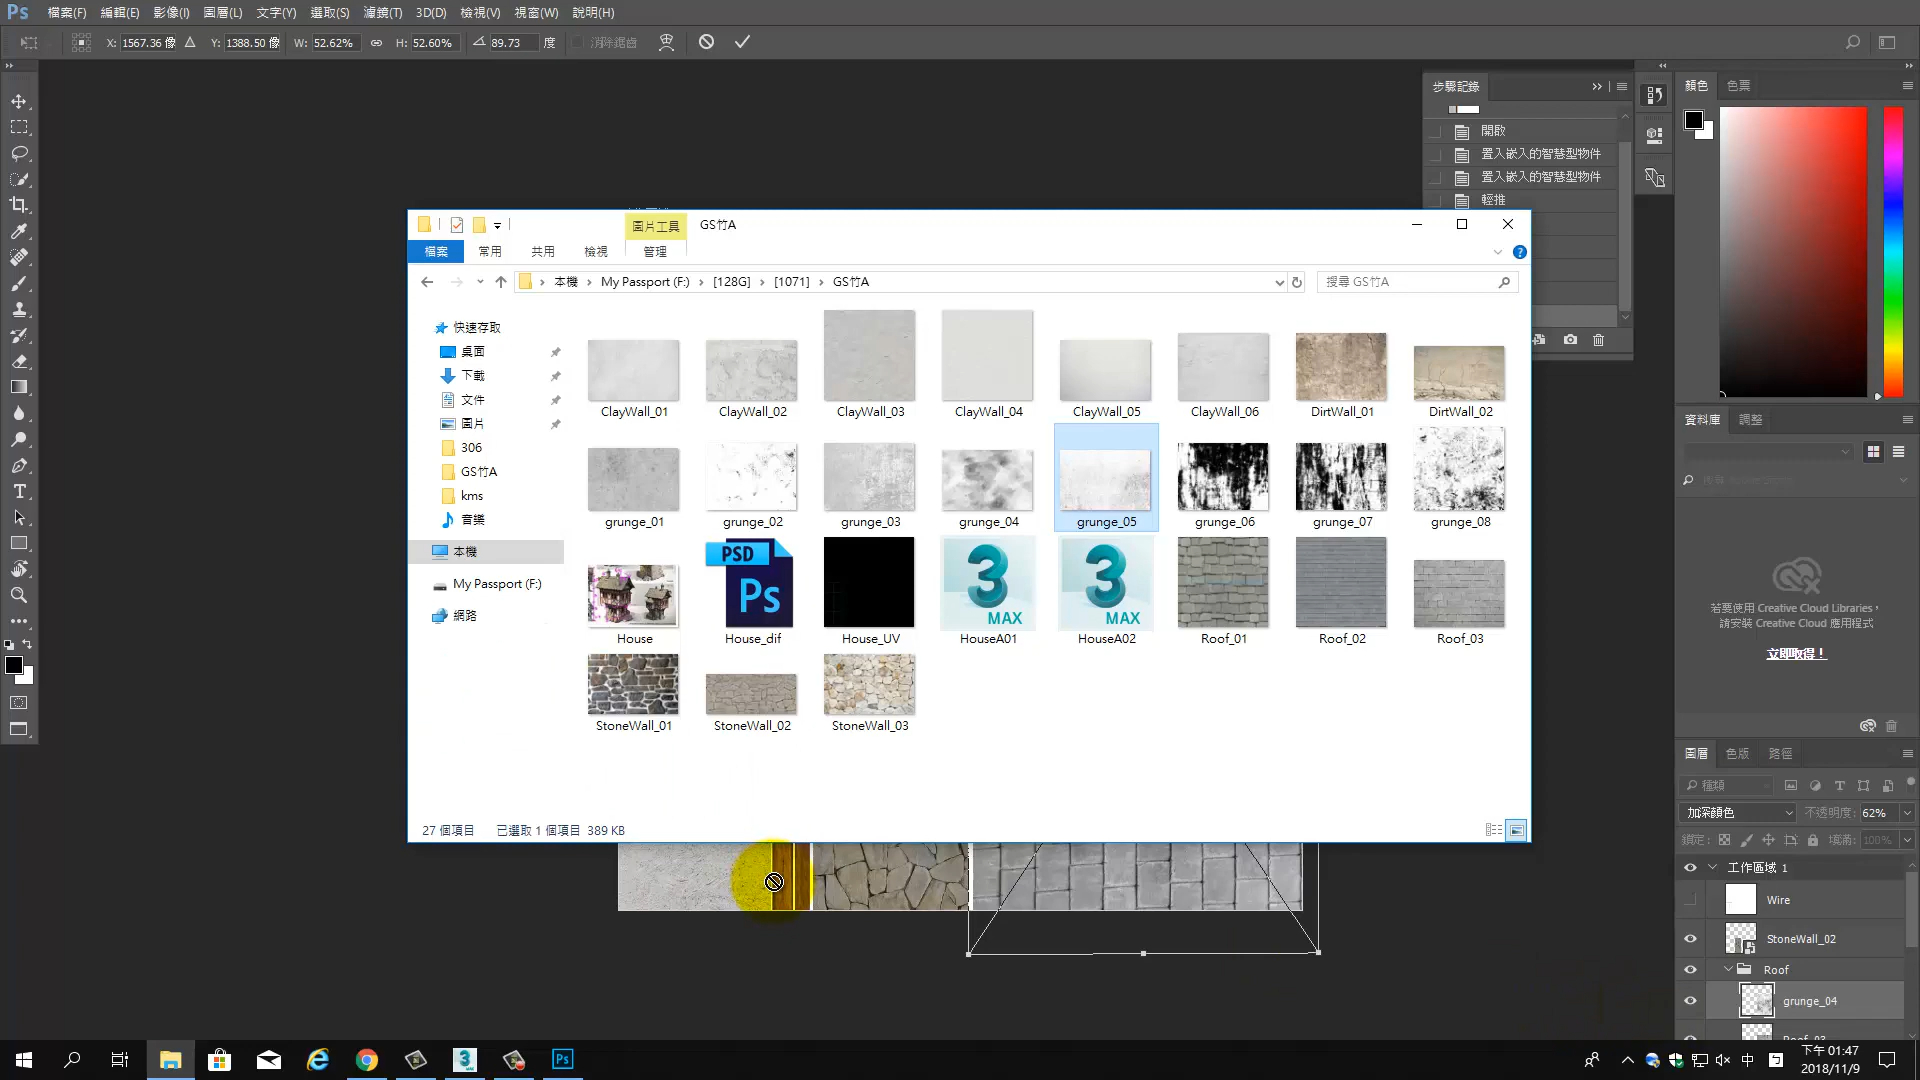 Ps 檔案(F) 編輯(E) 影像(I) 圖層(L) 文字(Y) 選取(S) 濾鏡(T) 3D(D) 檢視(V) 視窗(W) 說明(H)
X: 1567.36 像 Y: 1388.50 像 W: 52.62% H: 52.60% 89.73 度 消除鋸齒
步驟記錄
開啟
置入嵌入的智慧型物件
置入嵌入的智慧型物件
輕推
顏色 色票
圖片工具 GS竹A
檔案 常用 共用 檢視 管理
本機 My Passport (F:) [128G] [1071] GS竹A 搜尋 GS竹A
快速存取
桌面
下載
文件
圖片
306
GS竹A
kms
音樂
本機
My Passport (F:)
網路
ClayWall_01 ClayWall_02 ClayWall_03 ClayWall_04 ClayWall_05 ClayWall_06 DirtWall_01 DirtWall_02
grunge_01 grunge_02 grunge_03 grunge_04 grunge_05 grunge_06 grunge_07 grunge_08
PSD
Ps
3 MAX
3 MAX
House House_dif House_UV HouseA01 HouseA02 Roof_01 Roof_02 Roof_03
StoneWall_01 StoneWall_02 StoneWall_03
27 個項目 已選取 1 個項目 389 KB
資料庫 調整
若要使用 Creative Cloud Libraries，
請安裝 Creative Cloud 應用程式
立即取得！
圖層 色版 路徑
種類
加深顏色 不透明度: 62%
鎖定: 填滿: 100%
工作區域 1
Wire
StoneWall_02
Roof
grunge_04
中
下午 01:47
2018/11/9